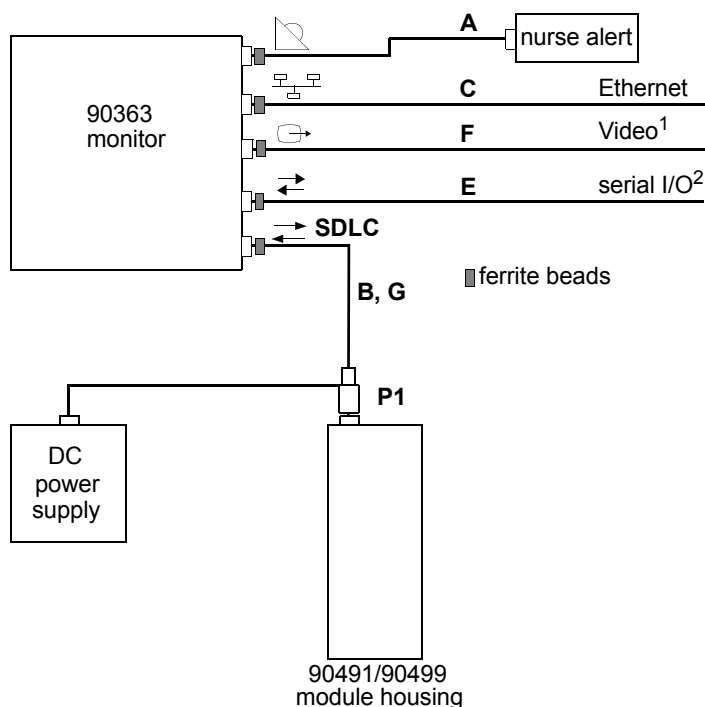 A
nurse alert
90363
monitor
C
Ethernet
F
Video¹
E
serial I/O²
SDLC
B, G
ferrite beads
P1
DC
power
supply
90491/90499
module housing